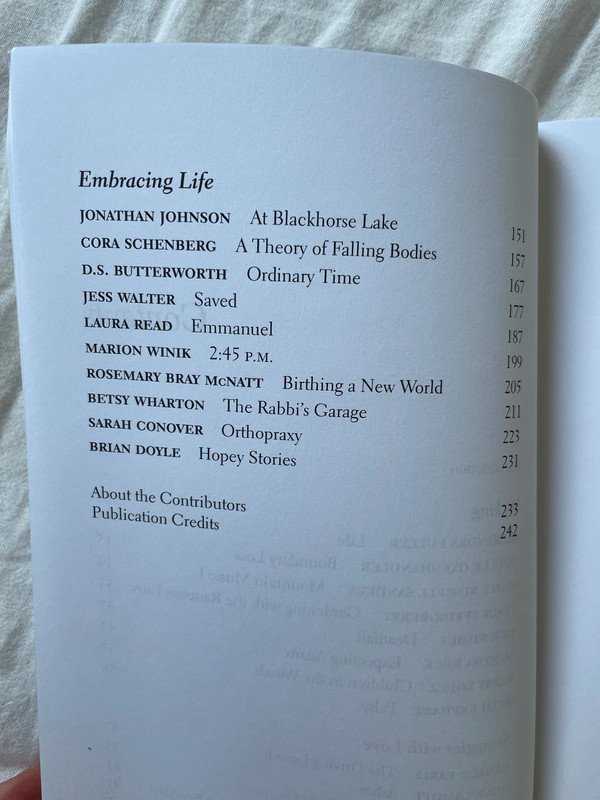 Embracing Life
JONATHAN JOHNSON At Blackhorse Lake 151
CORA SCHENBERG A Theory of Falling Bodies 157
D.S. BUTTERWORTH Ordinary Time 167
JESS WALTER Saved 177
LAURA READ Emmanuel 187
MARION WINIK 2:45 P.M. 199
ROSEMARY BRAY MCNATT Birthing a New World 205
BETSY WHARTON The Rabbi's Garage 211
SARAH CONOVER Orthopraxy 223
BRIAN DOYLE Hopey Stories 231
About the Contributors 233
Publication Credits 242